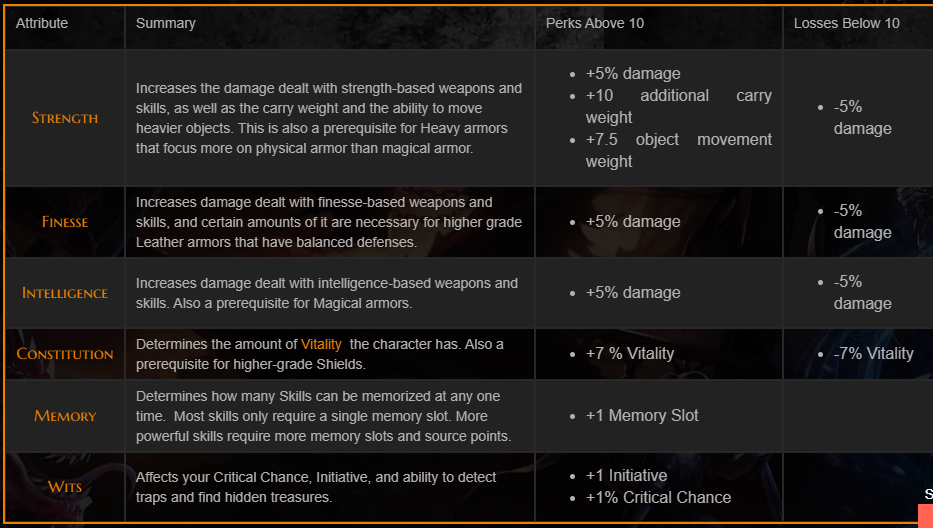 Attribute
Summary
Perks Above 10
Losses Below 10
STRENGTH
Increases the damage dealt with strength-based weapons and
skills, as well as the carry weight and the ability to move
heavier objects. This is also a prerequisite for Heavy armors
that focus more on physical armor than magical armor.
• +5% damage
• +10 additional carry
weight
• +7.5 object movement
weight
• -5%
damage
FINESSE
Increases damage dealt with finesse-based weapons and
skills, and certain amounts of it are necessary for higher grade
Leather armors that have balanced defenses.
• +5% damage
• -5%
damage
INTELLIGENCE
Increases damage dealt with intelligence-based weapons and
skills. Also a prerequisite for Magical armors.
• +5% damage
• -5%
damage
CONSTITUTION
Determines the amount of Vitality the character has. Also a
prerequisite for higher-grade Shields.
• +7 % Vitality
• -7% Vitality
MEMORY
Determines how many Skills can be memorized at any one
time. Most skills only require a single memory slot. More
powerful skills require more memory slots and source points.
• +1 Memory Slot
WITS
Affects your Critical Chance, Initiative, and ability to detect
traps and find hidden treasures.
• +1 Initiative
• +1% Critical Chance
S